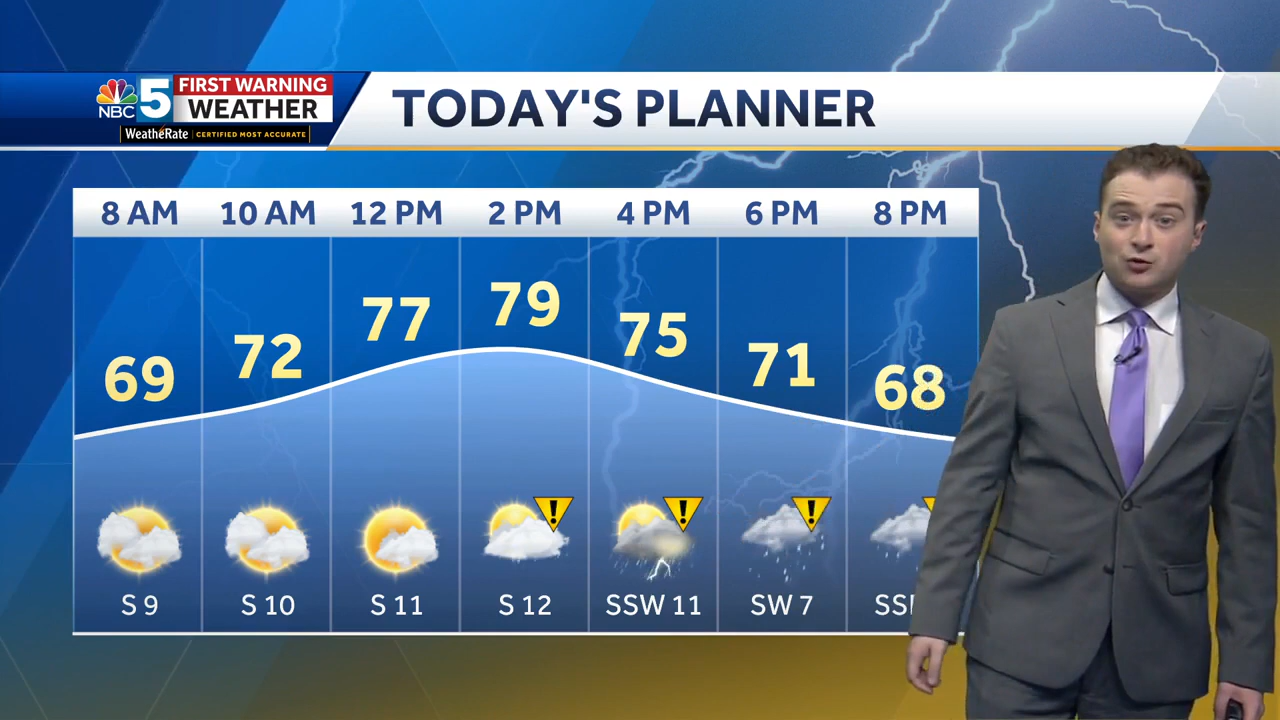 NBC 5 FIRST WARNING
WEATHER
WeatheRate CERTIFIED MOST ACCURATE
TODAY'S PLANNER
8 AM 10 AM 12 PM 2 PM 4 PM 6 PM 8 PM
69 72 77 79 75 71 68
! ! !
S 9 S 10 S 11 S 12 SSW 11 SW 7